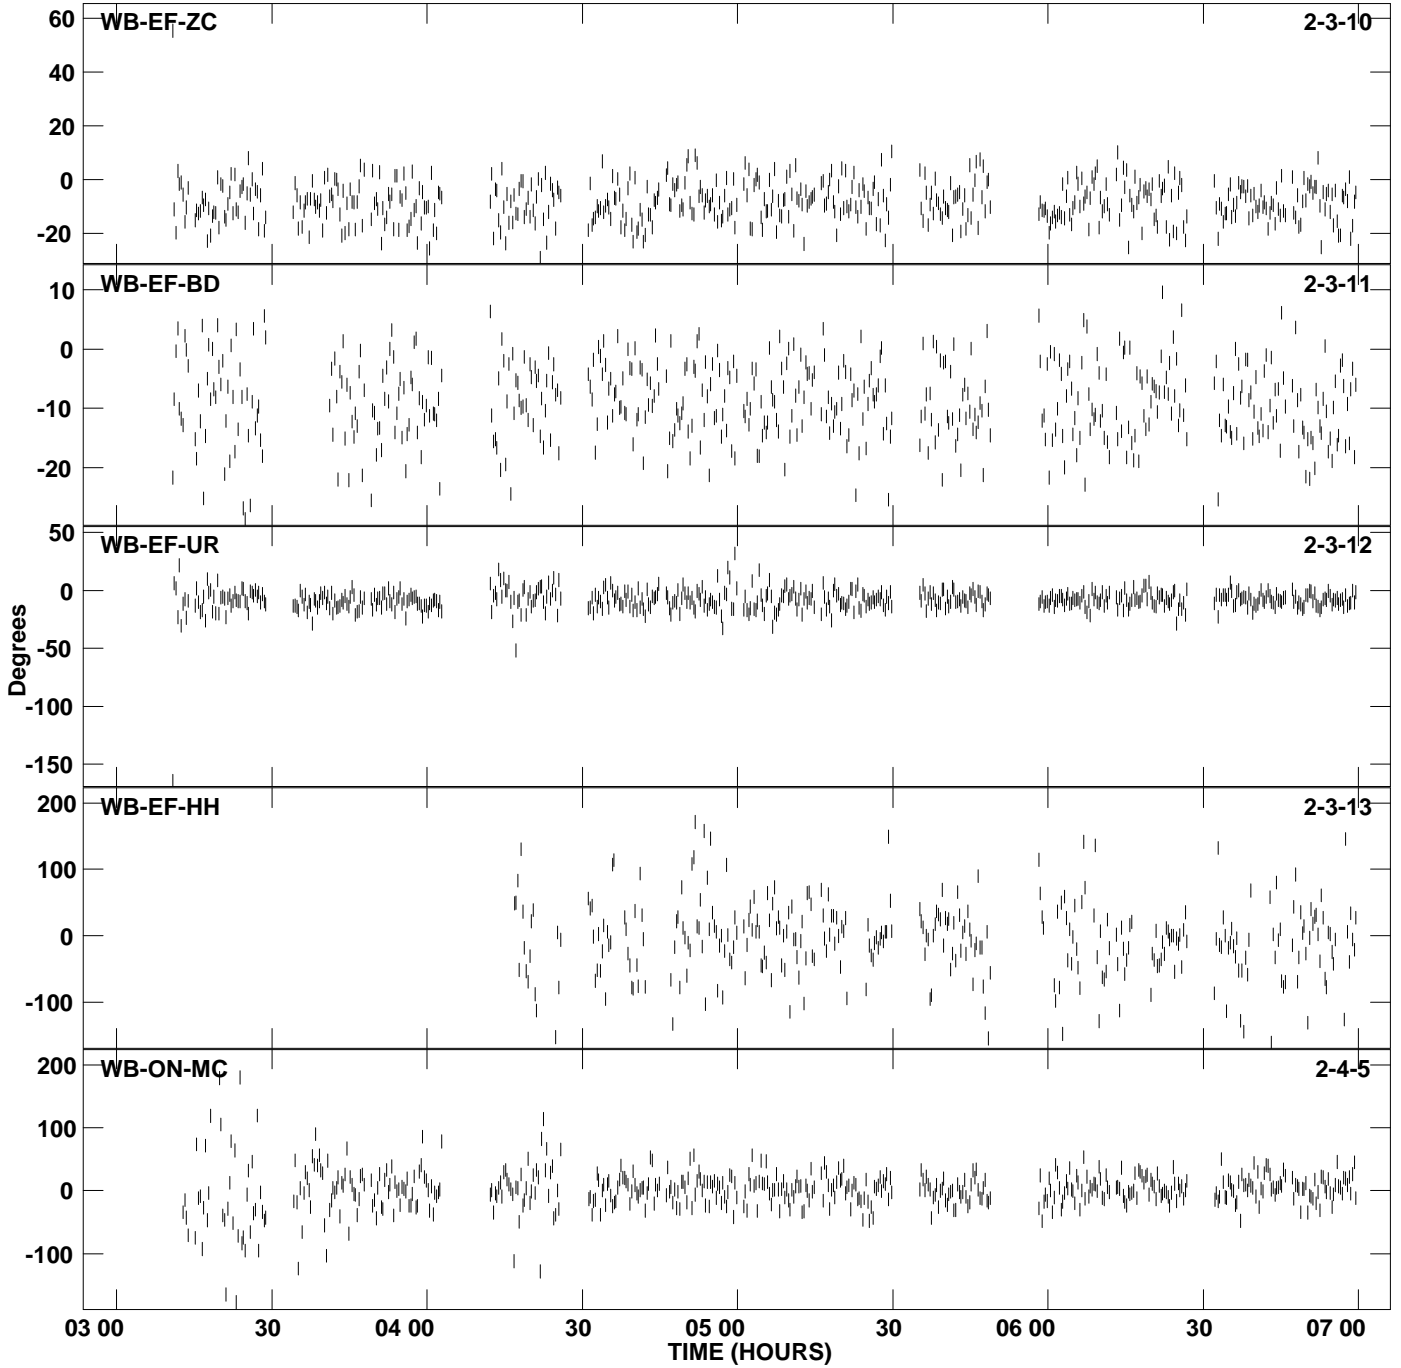 WB-EF-ZC 2-3-10
60
40
20
0
-20
WB-EF-BD 2-3-11
10
0
-10
-20
WB-EF-UR 2-3-12
50
0
-50
-100
-150
Degrees
WB-EF-HH 2-3-13
200
100
0
-100
WB-ON-MC 2-4-5
200
100
0
-100
03 00 30 04 00 30 05 00 30 06 00 30 07 00
TIME (HOURS)